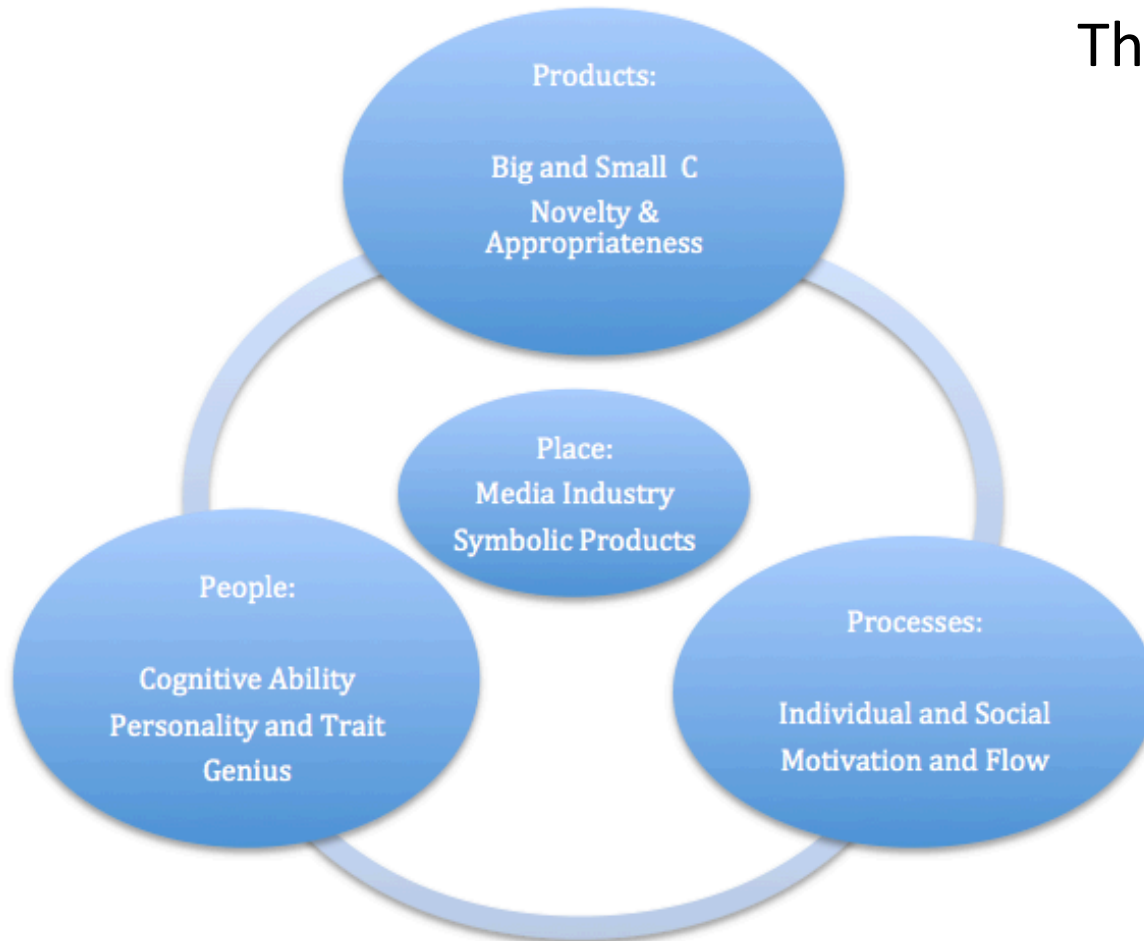 Th
Products:
Big and Small C
Novelty &
Appropriateness
Place:
Media Industry
Symbolic Products
People:
Cognitive Ability
Personality and Trait
Genius
Processes:
Individual and Social
Motivation and Flow